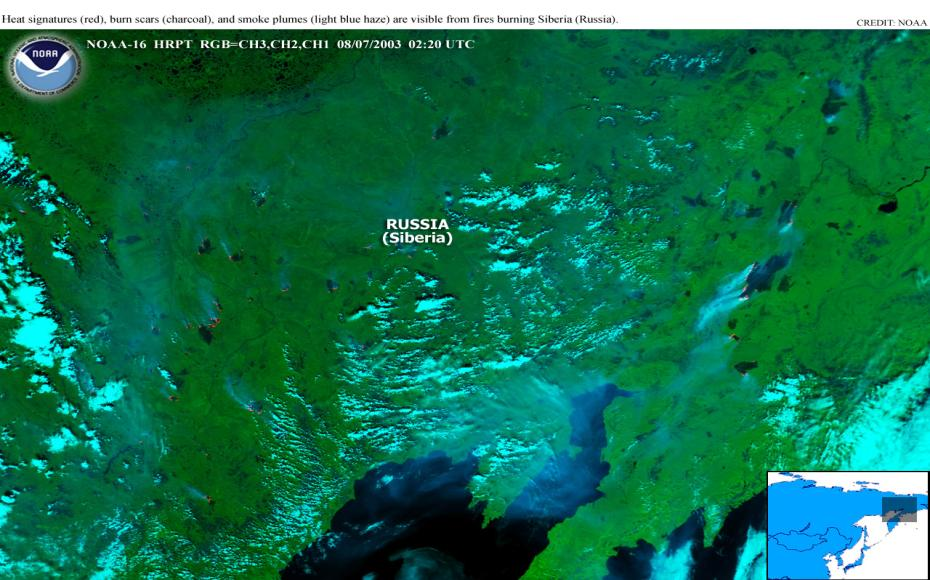 Heat signatures (red), burn scars (charcoal), and smoke plumes (light blue haze) are visible from fires burning Siberia (Russia).
CREDIT: NOAA
NOAA-16 HRPT RGB=CH3,CH2,CH1 08/07/2003 02:20 UTC
NOAA
RUSSIA
(Siberia)